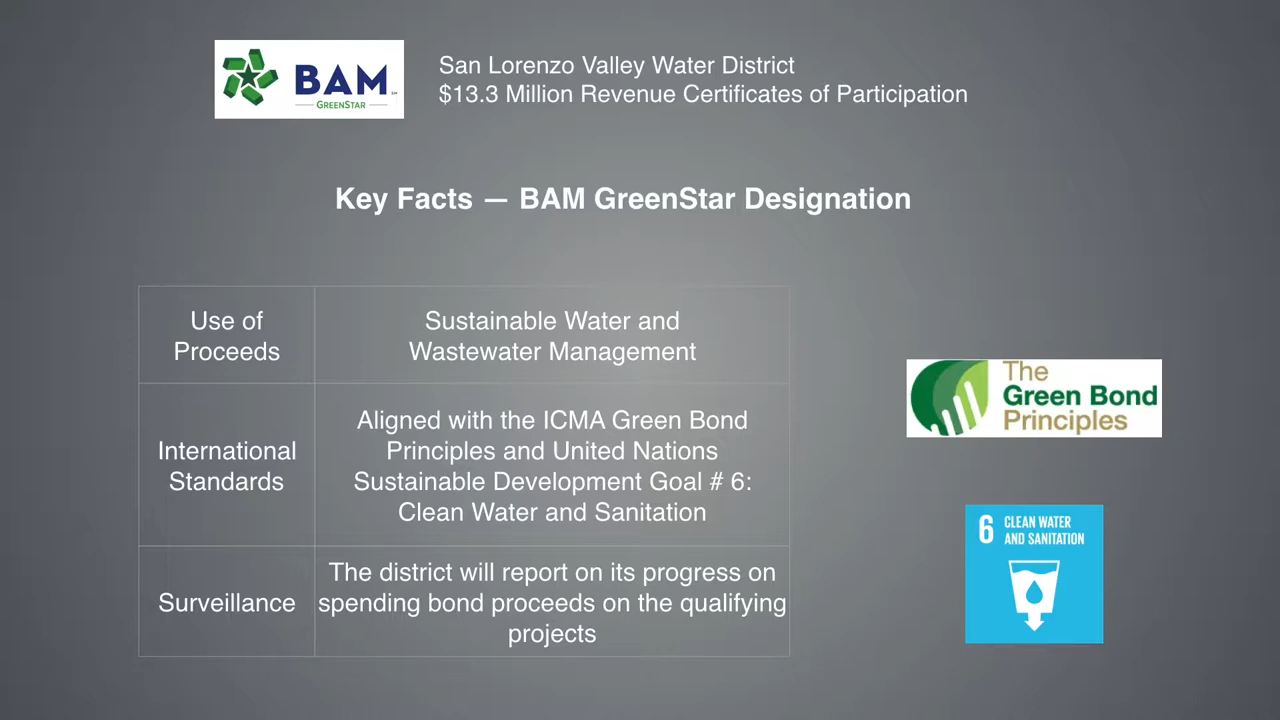 BAM
GREENSTAR
San Lorenzo Valley Water District
$13.3 Million Revenue Certificates of Participation
Key Facts — BAM GreenStar Designation
Use of
Proceeds
Sustainable Water and
Wastewater Management
International
Standards
Aligned with the ICMA Green Bond
Principles and United Nations
Sustainable Development Goal # 6:
Clean Water and Sanitation
Surveillance
The district will report on its progress on
spending bond proceeds on the qualifying
projects
The
Green Bond
Principles
6 CLEAN WATER
AND SANITATION